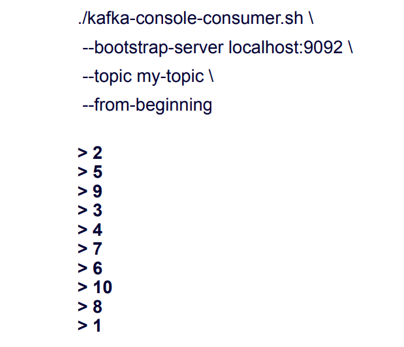 ./kafka-console-consumer.sh \
--bootstrap-server localhost:9092 \
--topic my-topic \
--from-beginning
> 2
> 5
> 9
> 3
> 4
> 7
> 6
> 10
> 8
> 1